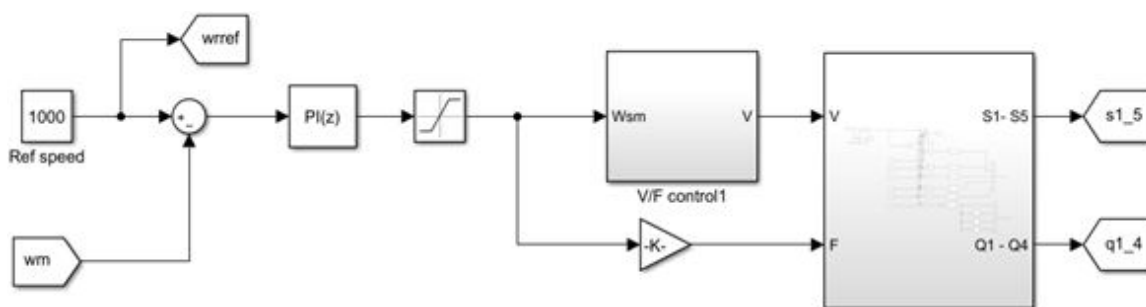 wrref
1000
Ref speed
+
-
PI(z)
Wsm
V
V/F control1
V
S1- S5
s1_5
wm
-K-
F
Q1 - Q4
q1_4